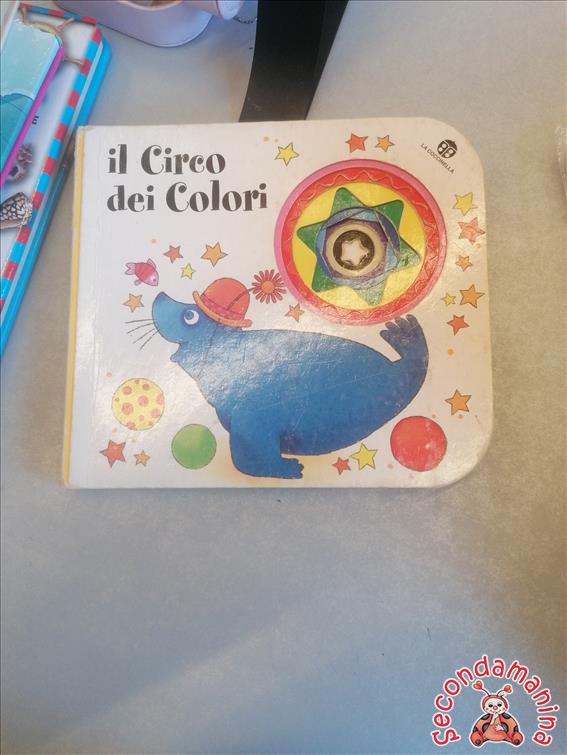 il Circo
dei Colori
LA COCCINELLA
Secondamanina